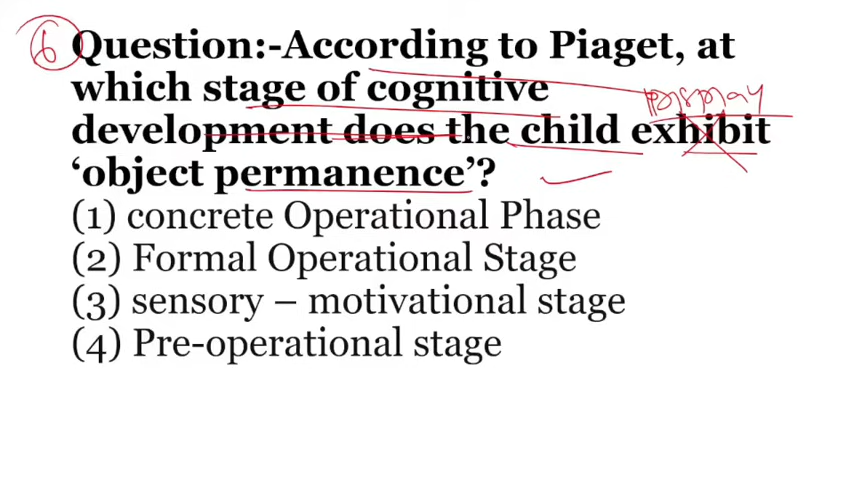 6 Question:-According to Piaget, at
which stage of cognitive
Display
development does the child exhibit
‘object permanence’?
(1) concrete Operational Phase
(2) Formal Operational Stage
(3) sensory – motivational stage
(4) Pre-operational stage